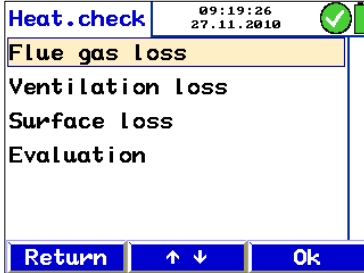 Heat.check
09:19:26
27.11.2010
Flue gas loss
Ventilation loss
Surface loss
Evaluation
Return ↑ ↓ Ok